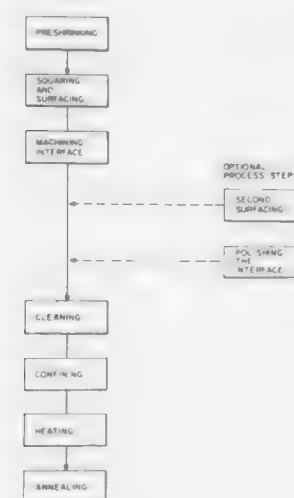 PRESHRINKING
SQUARING
AND
SURFACING
MACHINING
INTERFACE
OPTIONAL
PROCESS STEPS
SECOND
SURFACING
POLISHING
THE
INTERFACE
CLEANING
CONFINING
HEATING
ANNEALING